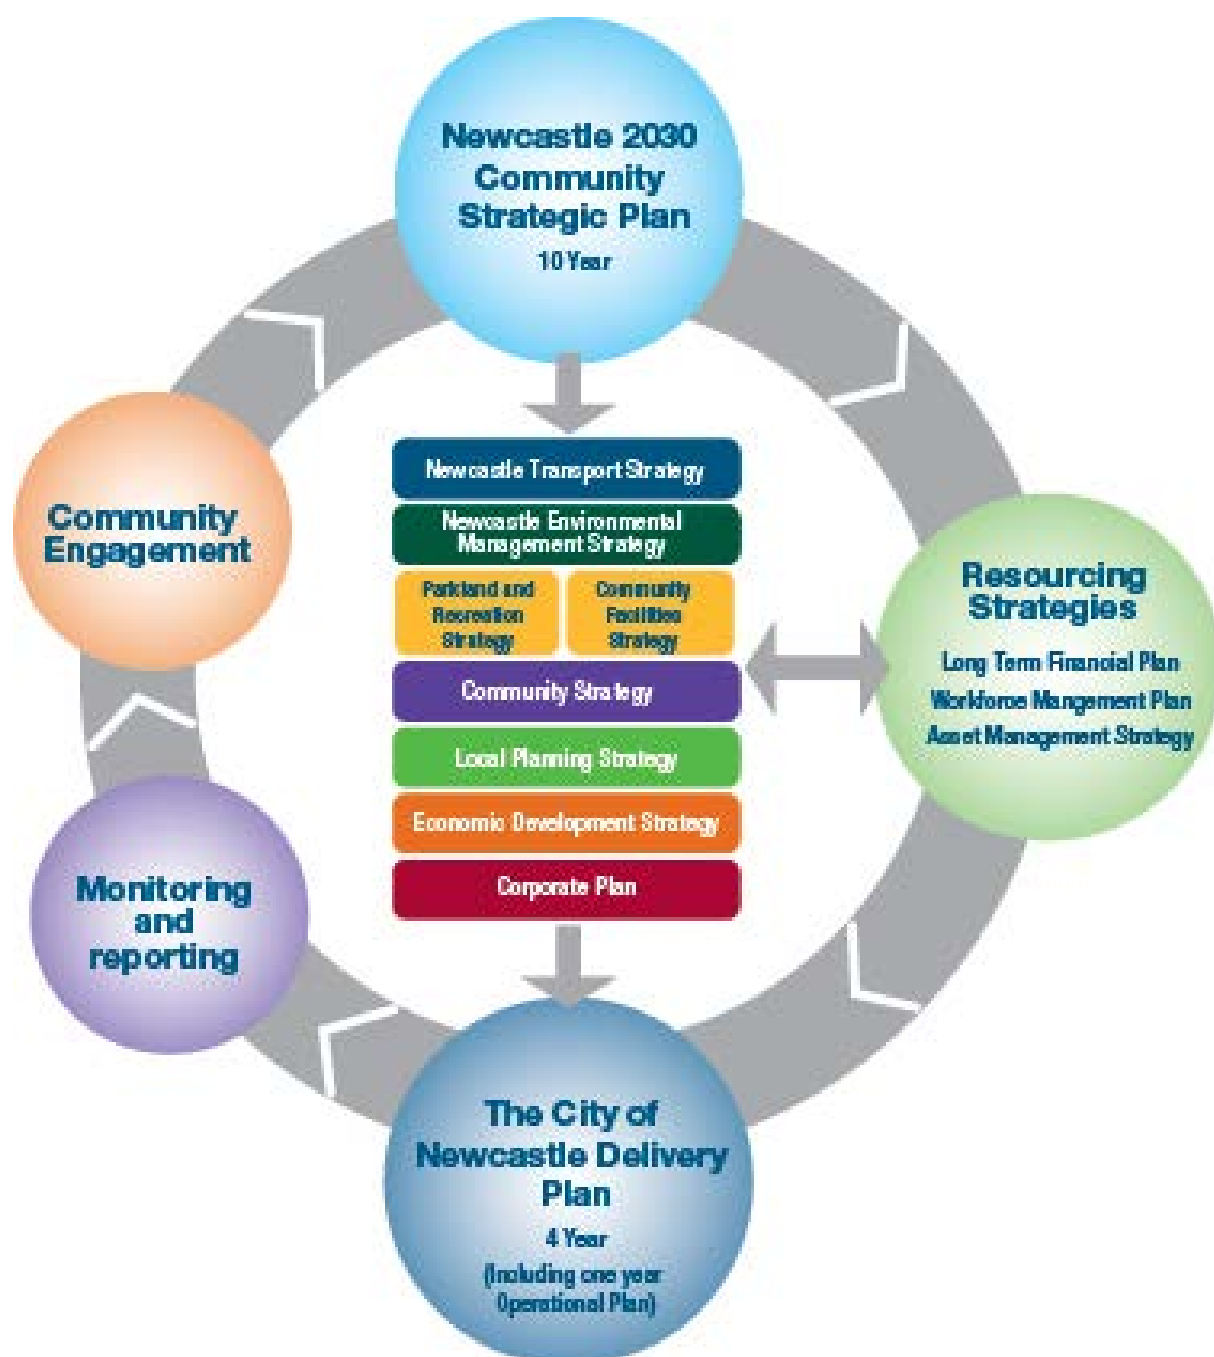 Newcastle 2030
Community
Strategic Plan
10 Year
Newcastle Transport Strategy
Newcastle Environmental
Management Strategy
Parkland and
Recreation
Strategy
Community
Facilities
Strategy
Community Strategy
Local Planning Strategy
Economic Development Strategy
Corporate Plan
Community
Engagement
Resourcing
Strategies
Long Term Financial Plan
Workforce Mangement Plan
Asset Management Strategy
Monitoring
and
reporting
The City of
Newcastle Delivery
Plan
4 Year
(Including one year
Operational Plan)